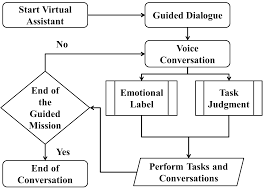 Start Virtual
Assistant
Guided Dialogue
No
Voice
Conversation
End of
the
Guided
Mission
Emotional
Label
Task
Judgment
Yes
End of
Conversation
Perform Tasks and
Conversations